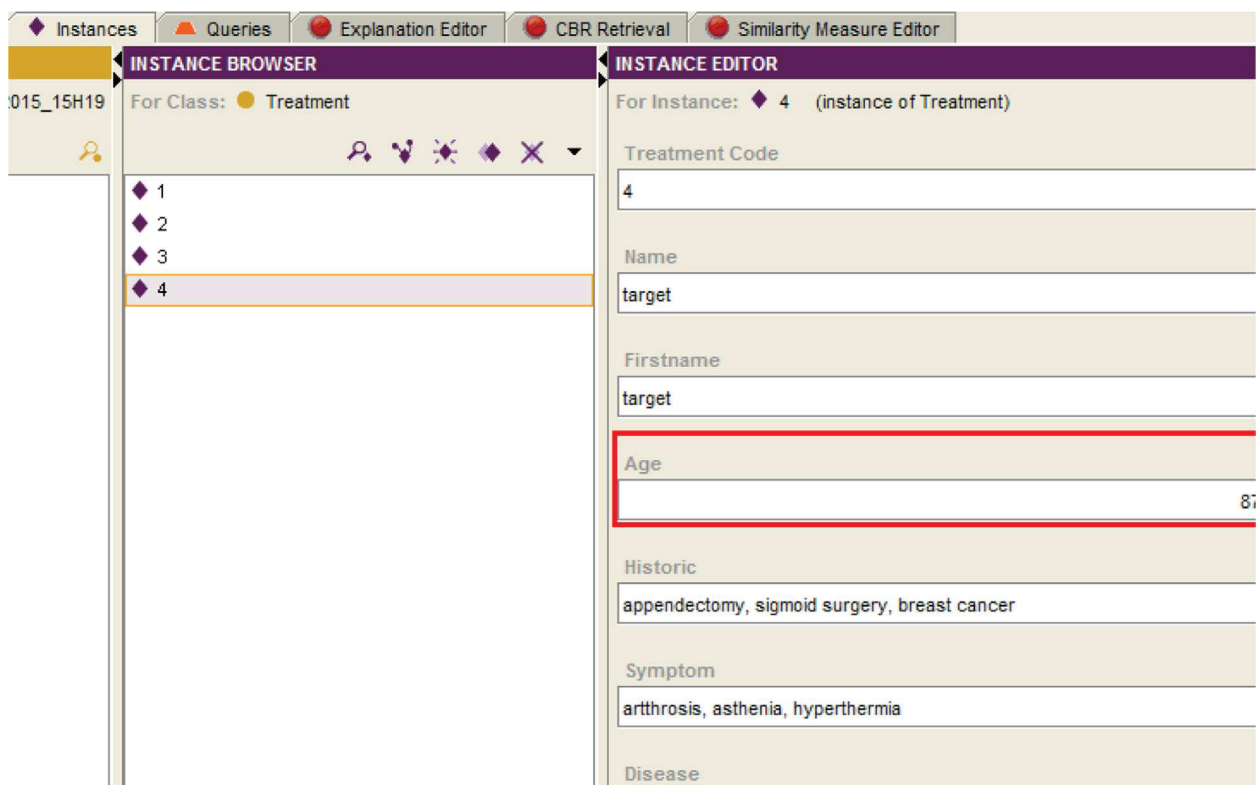 Instances Queries Explanation Editor CBR Retrieval Similarity Measure Editor
INSTANCE BROWSER
INSTANCE EDITOR
:015_15H19
For Class: Treatment
For Instance: 4 (instance of Treatment)
1
2
3
4
Treatment Code
4
Name
target
Firstname
target
Age
87
Historic
appendectomy, sigmoid surgery, breast cancer
Symptom
artthrosis, asthenia, hyperthermia
Disease